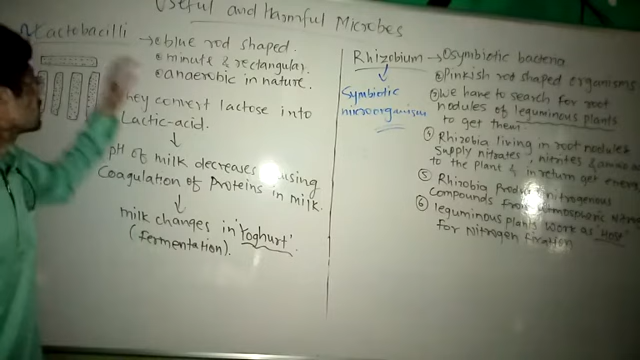 Useful and Harmful Microbes
Lactobacilli → blue rod shaped.
minute & rectangular
anaerobic in nature.
They convert lactose into
Lactic-acid.
pH of milk decreases causing
Coagulation of Proteins in milk.
milk changes in 'Yoghurt'.
(fermentation).
Rhizobium → ① symbiotic bacteria
Symbiotic
microorganism
② Pinkish rod shaped organisms
③ We have to search for root
nodules of leguminous plants
to get them.
④ Rhizobia living in root nodules
supply nitrates, nitrites & amino
to the plant & in return get energy
⑤ Rhizobia Produce nitrogenous
compounds from atmospheric Nitro
⑥ leguminous plants work as 'HOST'
for Nitrogen fixation